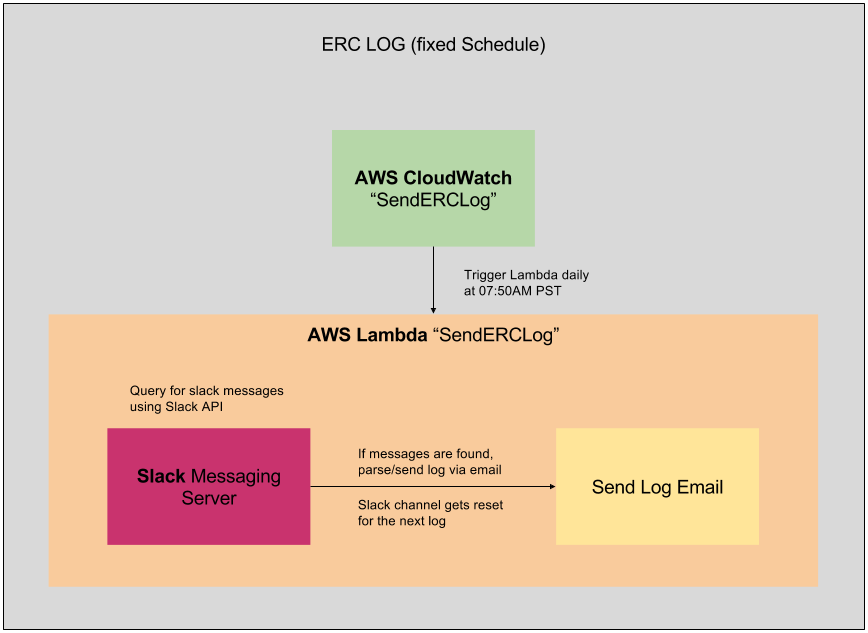 ERC LOG (fixed Schedule)
AWS CloudWatch
“SendERCLog”
Trigger Lambda daily
at 07:50AM PST
AWS Lambda “SendERCLog”
Query for slack messages
using Slack API
Slack Messaging
Server
If messages are found,
parse/send log via email
Slack channel gets reset
for the next log
Send Log Email